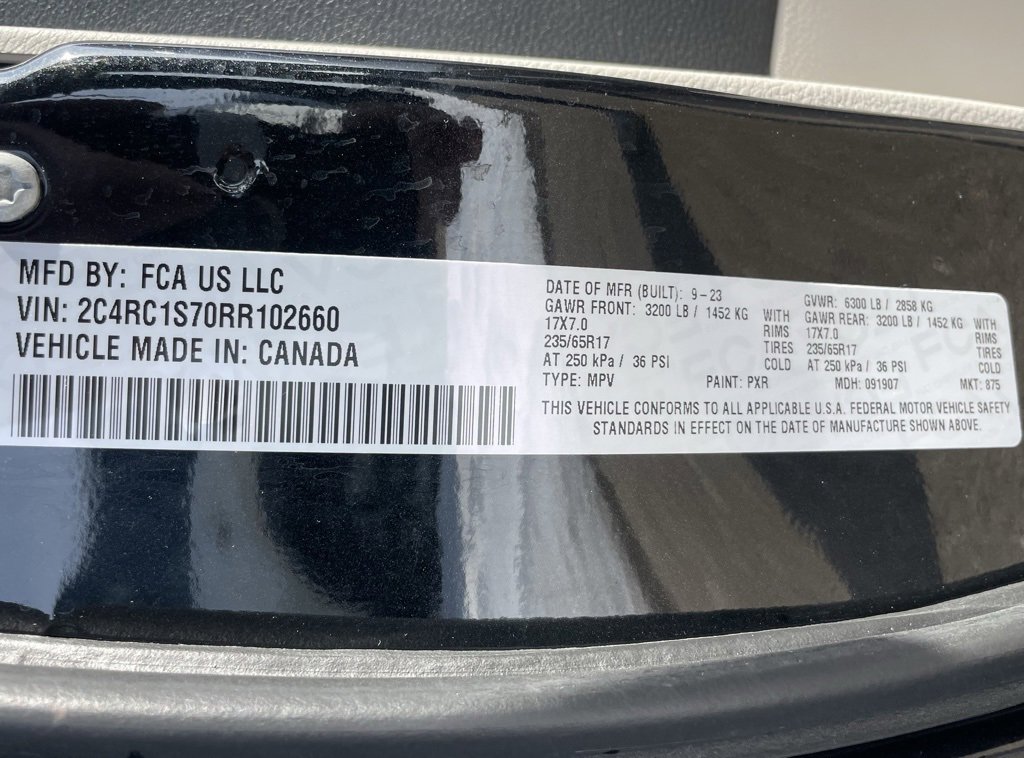 MFD BY: FCA US LLC
VIN: 2C4RC1S70RR102660
VEHICLE MADE IN: CANADA
DATE OF MFR (BUILT): 9-23
GAWR FRONT: 3200 LB / 1452 KG WITH
17X7.0 RIMS
235/65R17 TIRES
AT 250 kPa / 36 PSI COLD
TYPE: MPV
GVWR: 6300 LB / 2858 KG
GAWR REAR: 3200 LB / 1452 KG WITH
17X7.0 RIMS
235/65R17 TIRES
AT 250 kPa / 36 PSI COLD
PAINT: PXR MDH: 091907 MKT: 875
THIS VEHICLE CONFORMS TO ALL APPLICABLE U.S.A. FEDERAL MOTOR VEHICLE SAFETY
STANDARDS IN EFFECT ON THE DATE OF MANUFACTURE SHOWN ABOVE.